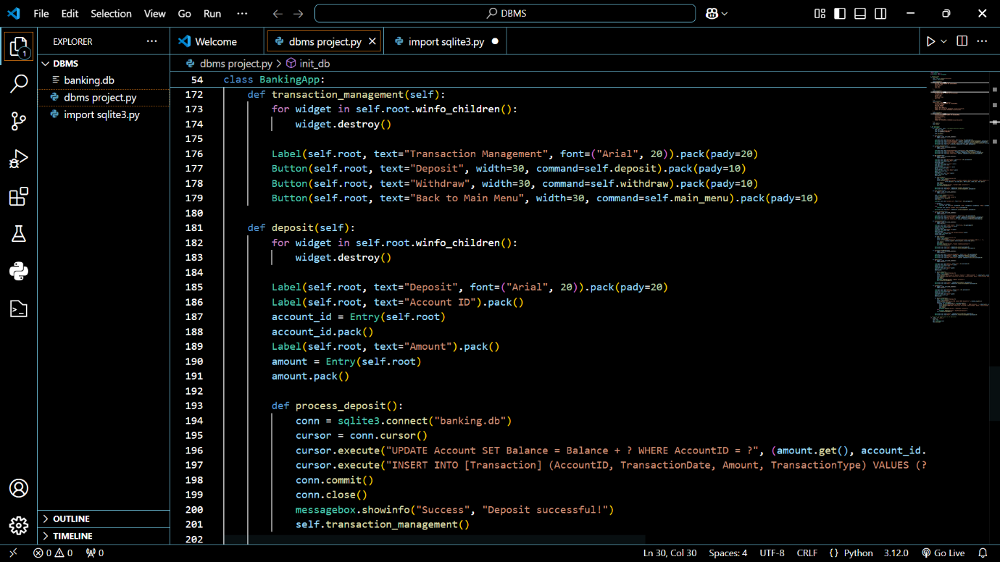 File Edit Selection View Go Run ··· DBMS
EXPLORER ···
Welcome
dbms project.py
import sqlite3.py
DBMS
banking.db
dbms project.py
import sqlite3.py
dbms project.py > init_db
54 class BankingApp:
172 def transaction_management(self):
173 for widget in self.root.winfo_children():
174 widget.destroy()
175
176 Label(self.root, text="Transaction Management", font=("Arial", 20)).pack(pady=20)
177 Button(self.root, text="Deposit", width=30, command=self.deposit).pack(pady=10)
178 Button(self.root, text="Withdraw", width=30, command=self.withdraw).pack(pady=10)
179 Button(self.root, text="Back to Main Menu", width=30, command=self.main_menu).pack(pady=10)
180
181 def deposit(self):
182 for widget in self.root.winfo_children():
183 widget.destroy()
184
185 Label(self.root, text="Deposit", font=("Arial", 20)).pack(pady=20)
186 Label(self.root, text="Account ID").pack()
187 account_id = Entry(self.root)
188 account_id.pack()
189 Label(self.root, text="Amount").pack()
190 amount = Entry(self.root)
191 amount.pack()
192
193 def process_deposit():
194 conn = sqlite3.connect("banking.db")
195 cursor = conn.cursor()
196 cursor.execute("UPDATE Account SET Balance = Balance + ? WHERE AccountID = ?", (amount.get(), account_id.
197 cursor.execute("INSERT INTO [Transaction] (AccountID, TransactionDate, Amount, TransactionType) VALUES (?
198 conn.commit()
199 conn.close()
200 messagebox.showinfo("Success", "Deposit successful!")
201 self.transaction_management()
202
1
OUTLINE
TIMELINE
0 0 0 Ln 30, Col 30 Spaces: 4 UTF-8 CRLF {} Python 3.12.0 Go Live